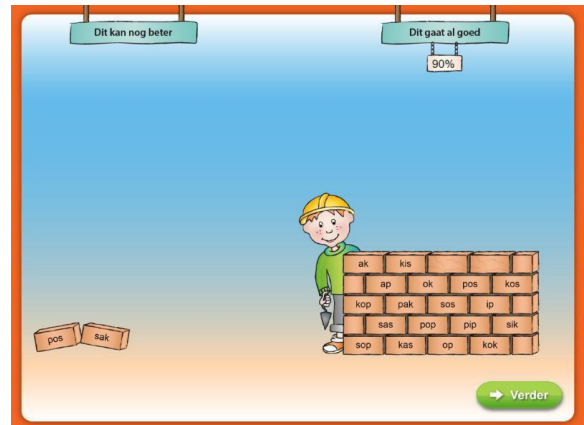 Dit kan nog beter
Dit gaat al goed
90%
ak kis
ap ok pos kos
kop pak sos ip
sas pop pip sik
sop kas op kok
pos sak
Verder